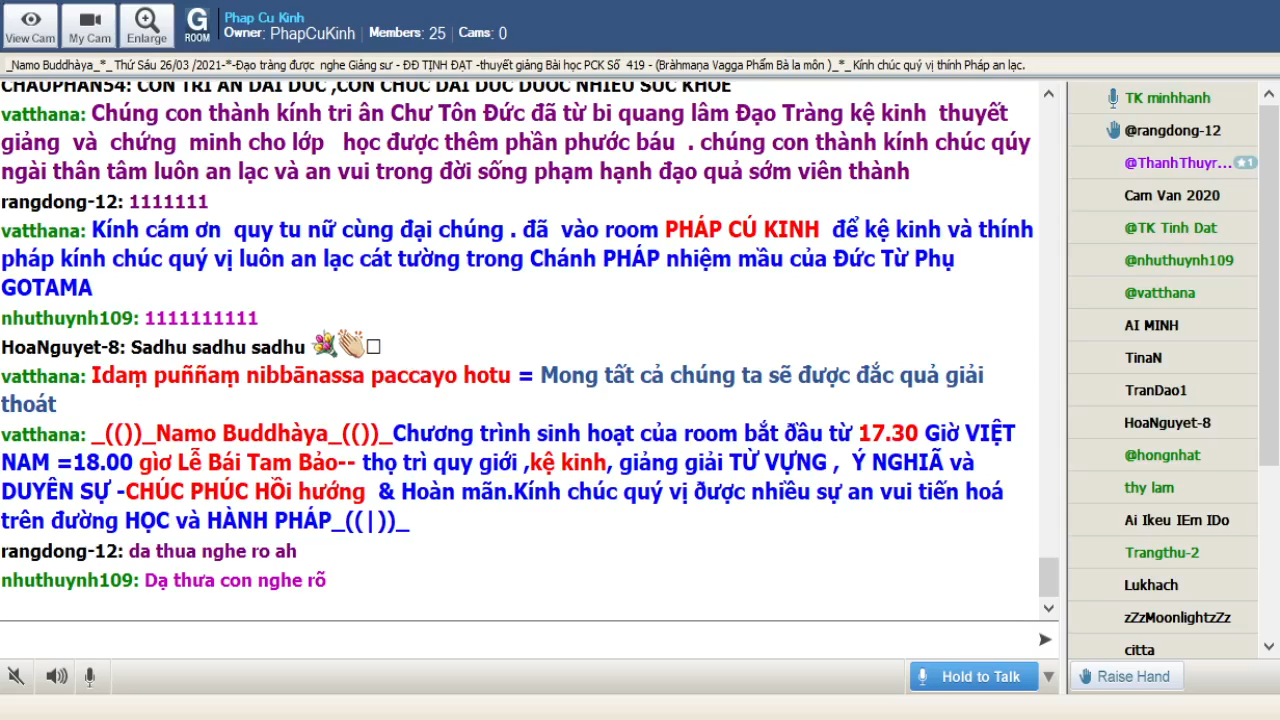 View Cam
My Cam
Enlarge
G
ROOM
Phap Cu Kinh
Owner: PhapCuKinh | Members: 25 | Cams: 0
_Namo Buddhàya_*_ Thứ Sáu 26/03 /2021-*-Đạo tràng được nghe Giảng sư - ĐĐ TỊNH ĐẠT -thuyết giảng Bài học PCK Số 419 - (Bràhmaṇa Vagga Phẩm Bà la môn )_*_ Kính chúc quý vị thính Pháp an lạc.
CHAUPHAN54: CON TRI AN DAI DUC ,CON CHUC DAI DUC DUOC NHIEU SUC KHOE
vatthana: Chúng con thành kính tri ân Chư Tôn Đức đã từ bi quang lâm Đạo Tràng kệ kinh thuyết
giảng và chứng minh cho lớp học được thêm phần phước báu . chúng con thành kính chúc qúy
ngài thân tâm luôn an lạc và an vui trong đời sống phạm hạnh đạo quả sớm viên thành
rangdong-12: 1111111
vatthana: Kính cám ơn quy tu nữ cùng đại chúng . đã vào room PHÁP CÚ KINH để kệ kinh và thính
pháp kính chúc quý vị luôn an lạc cát tường trong Chánh PHÁP nhiệm mầu của Đức Từ Phụ
GOTAMA
nhuthuynh109: 1111111111
HoaNguyet-8: Sadhu sadhu sadhu
vatthana: Idaṃ puññaṃ nibbānassa paccayo hotu = Mong tất cả chúng ta sẽ được đắc quả giải
thoát
vatthana: _(())_Namo Buddhàya_(())_Chương trình sinh hoạt của room bắt ðầu từ 17.30 Giờ VIỆT
NAM =18.00 giờ Lễ Bái Tam Bảo-- thọ trì quy giới ,kệ kinh, giảng giải TỪ VỰNG , Ý NGHIÃ và
DUYÊN SỰ -CHÚC PHÚC HỒi hướng & Hoàn mãn.Kính chúc quý vị ðược nhiều sự an vui tiến hoá
trên đường HỌC và HÀNH PHÁP_((|))_
rangdong-12: da thua nghe ro ah
nhuthuynh109: Dạ thưa con nghe rõ
Hold to Talk
TK minhhanh
@rangdong-12
@ThanhThuyr... ★1
Cam Van 2020
@TK Tinh Dat
@nhuthuynh109
@vatthana
AI MINH
TinaN
TranDao1
HoaNguyet-8
@hongnhat
thy lam
Ai Ikeu IEm IDo
Trangthu-2
Lukhach
zZzMoonlightzZz
citta
Raise Hand